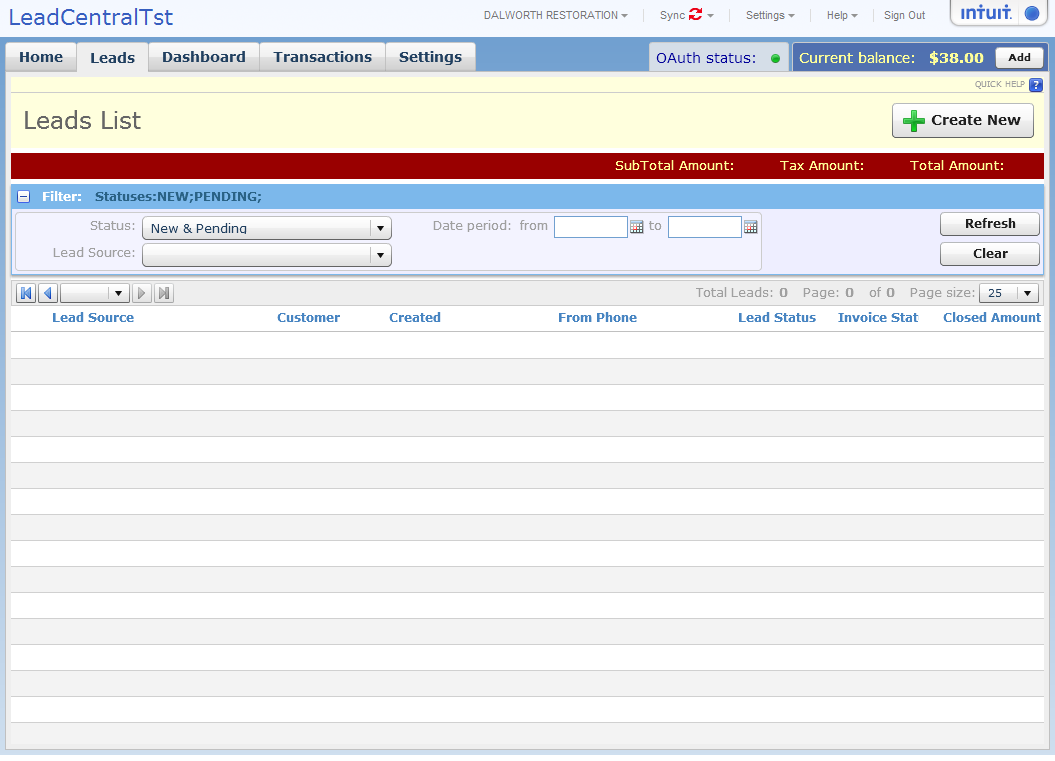 LeadCentralTst
DALWORTH RESTORATION Sync Settings Help Sign Out intuit.
Home Leads Dashboard Transactions Settings OAuth status: Current balance: $38.00 Add
QUICK HELP ?
Leads List Create New
SubTotal Amount: Tax Amount: Total Amount:
Filter: Statuses:NEW;PENDING;
Status: New & Pending Date period: from to Refresh
Lead Source: Clear
Total Leads: 0 Page: 0 of 0 Page size: 25
Lead Source Customer Created From Phone Lead Status Invoice Stat Closed Amount